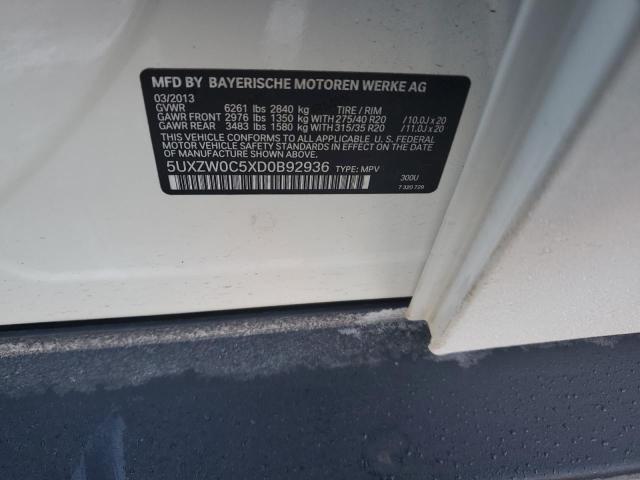 MFD BY BAYERISCHE MOTOREN WERKE AG
03/2013
GVWR 6261 lbs 2840 kg TIRE / RIM
GAWR FRONT 2976 lbs 1350 kg WITH 275/40 R20 /10.0J x 20
GAWR REAR 3483 lbs 1580 kg WITH 315/35 R20 /11.0J x 20
THIS VEHICLE CONFORMS TO ALL APPLICABLE U. S. FEDERAL
MOTOR VEHICLE SAFETY STANDARDS IN EFFECT ON
THE DATE OF MANUFACTURE SHOWN ABOVE.
5UXZW0C5XD0B92936 TYPE: MPV
300U
7 320 729